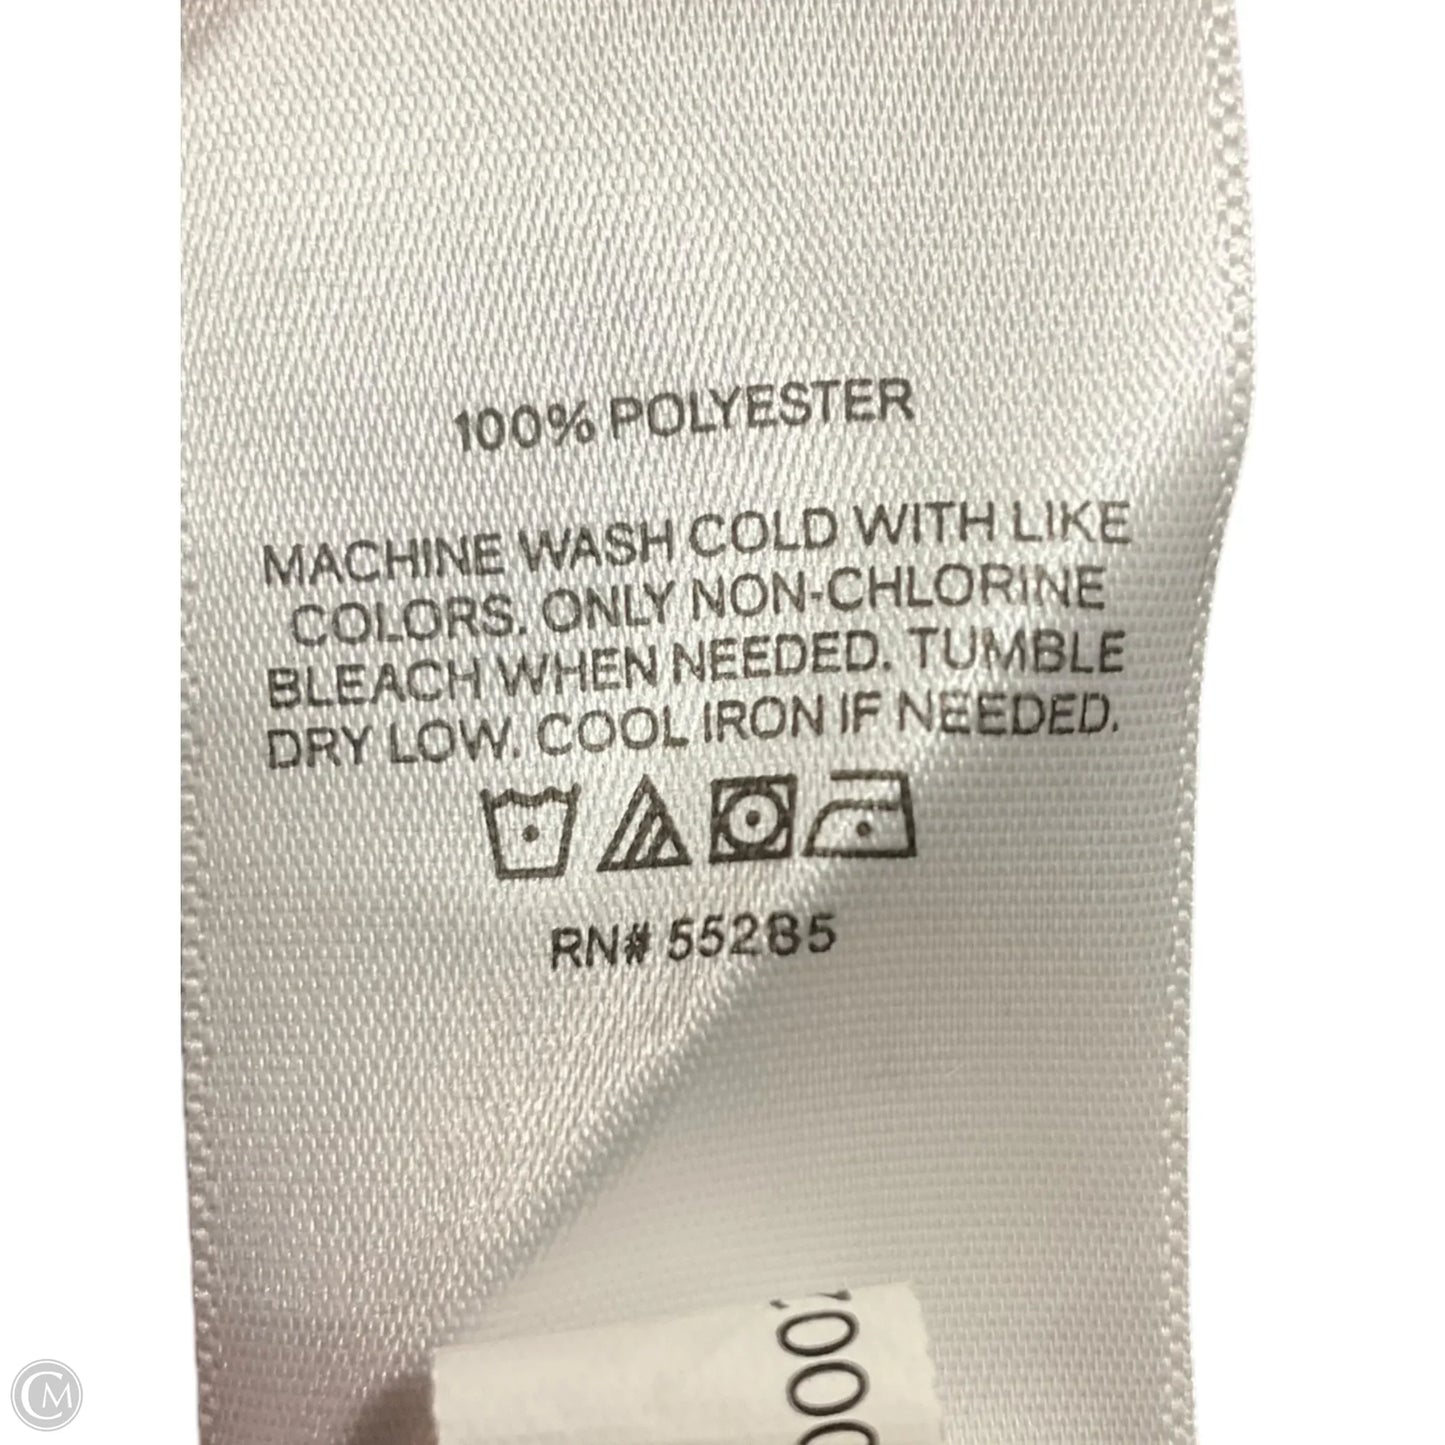 100% POLYESTER
MACHINE WASH COLD WITH LIKE
COLORS. ONLY NON-CHLORINE
BLEACH WHEN NEEDED. TUMBLE
DRY LOW. COOL IRON IF NEEDED.
RN# 55285
CM